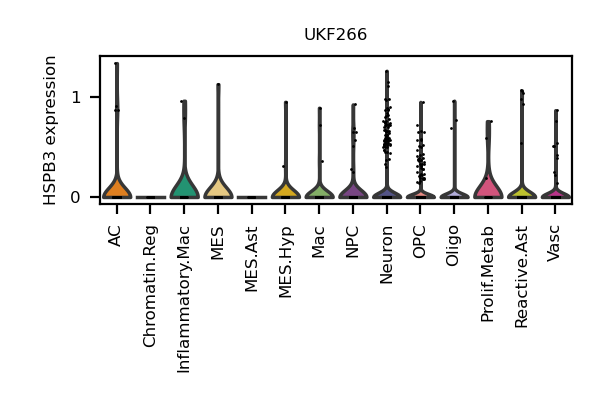 UKF266
HSPB3 expression
1
0
AC
Chromatin.Reg
Inflammatory.Mac
MES
MES.Ast
MES.Hyp
Mac
NPC
Neuron
OPC
Oligo
Prolif.Metab
Reactive.Ast
Vasc